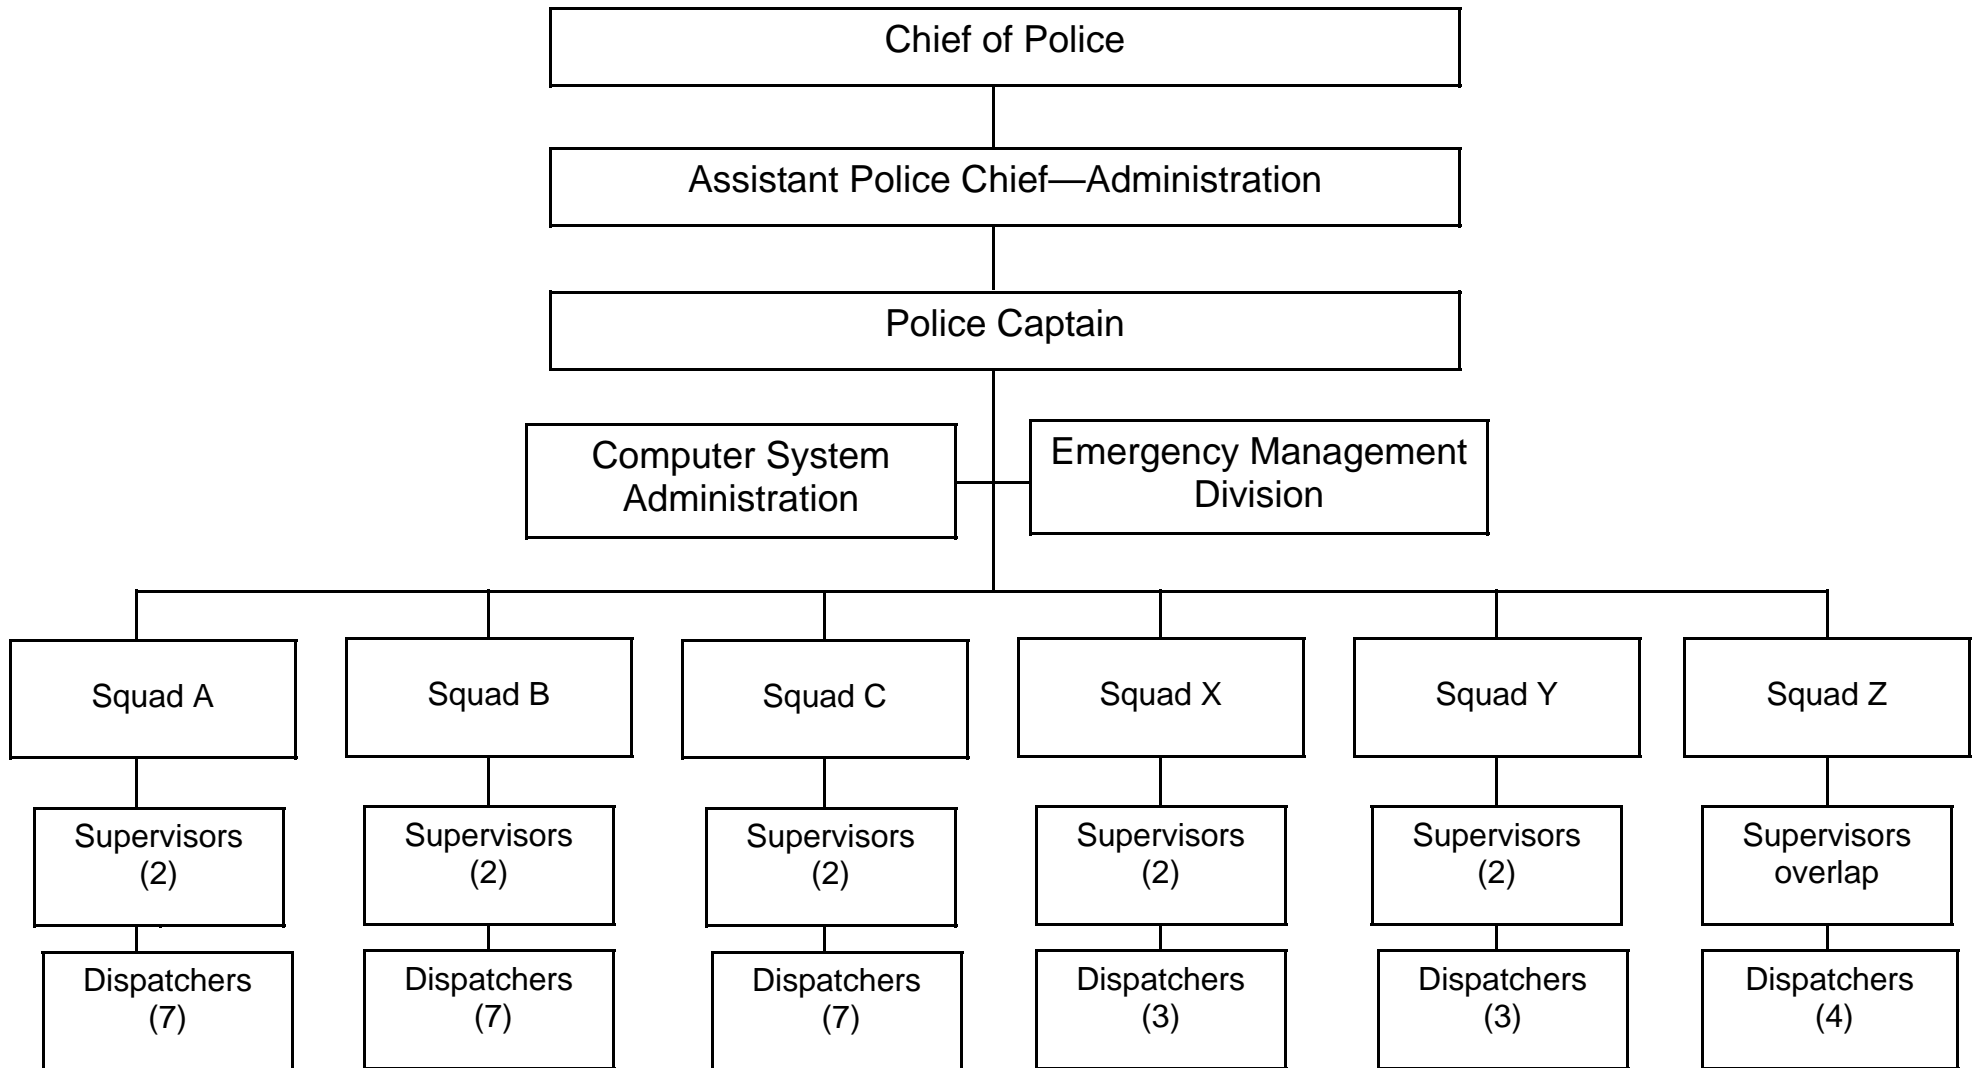 Chief of Police
Assistant Police Chief—Administration
Police Captain
Computer System
Administration
Emergency Management
Division
Squad A
Squad B
Squad C
Squad X
Squad Y
Squad Z
Supervisors
(2)
Supervisors
(2)
Supervisors
(2)
Supervisors
(2)
Supervisors
(2)
Supervisors
overlap
Dispatchers
(7)
Dispatchers
(7)
Dispatchers
(7)
Dispatchers
(3)
Dispatchers
(3)
Dispatchers
(4)